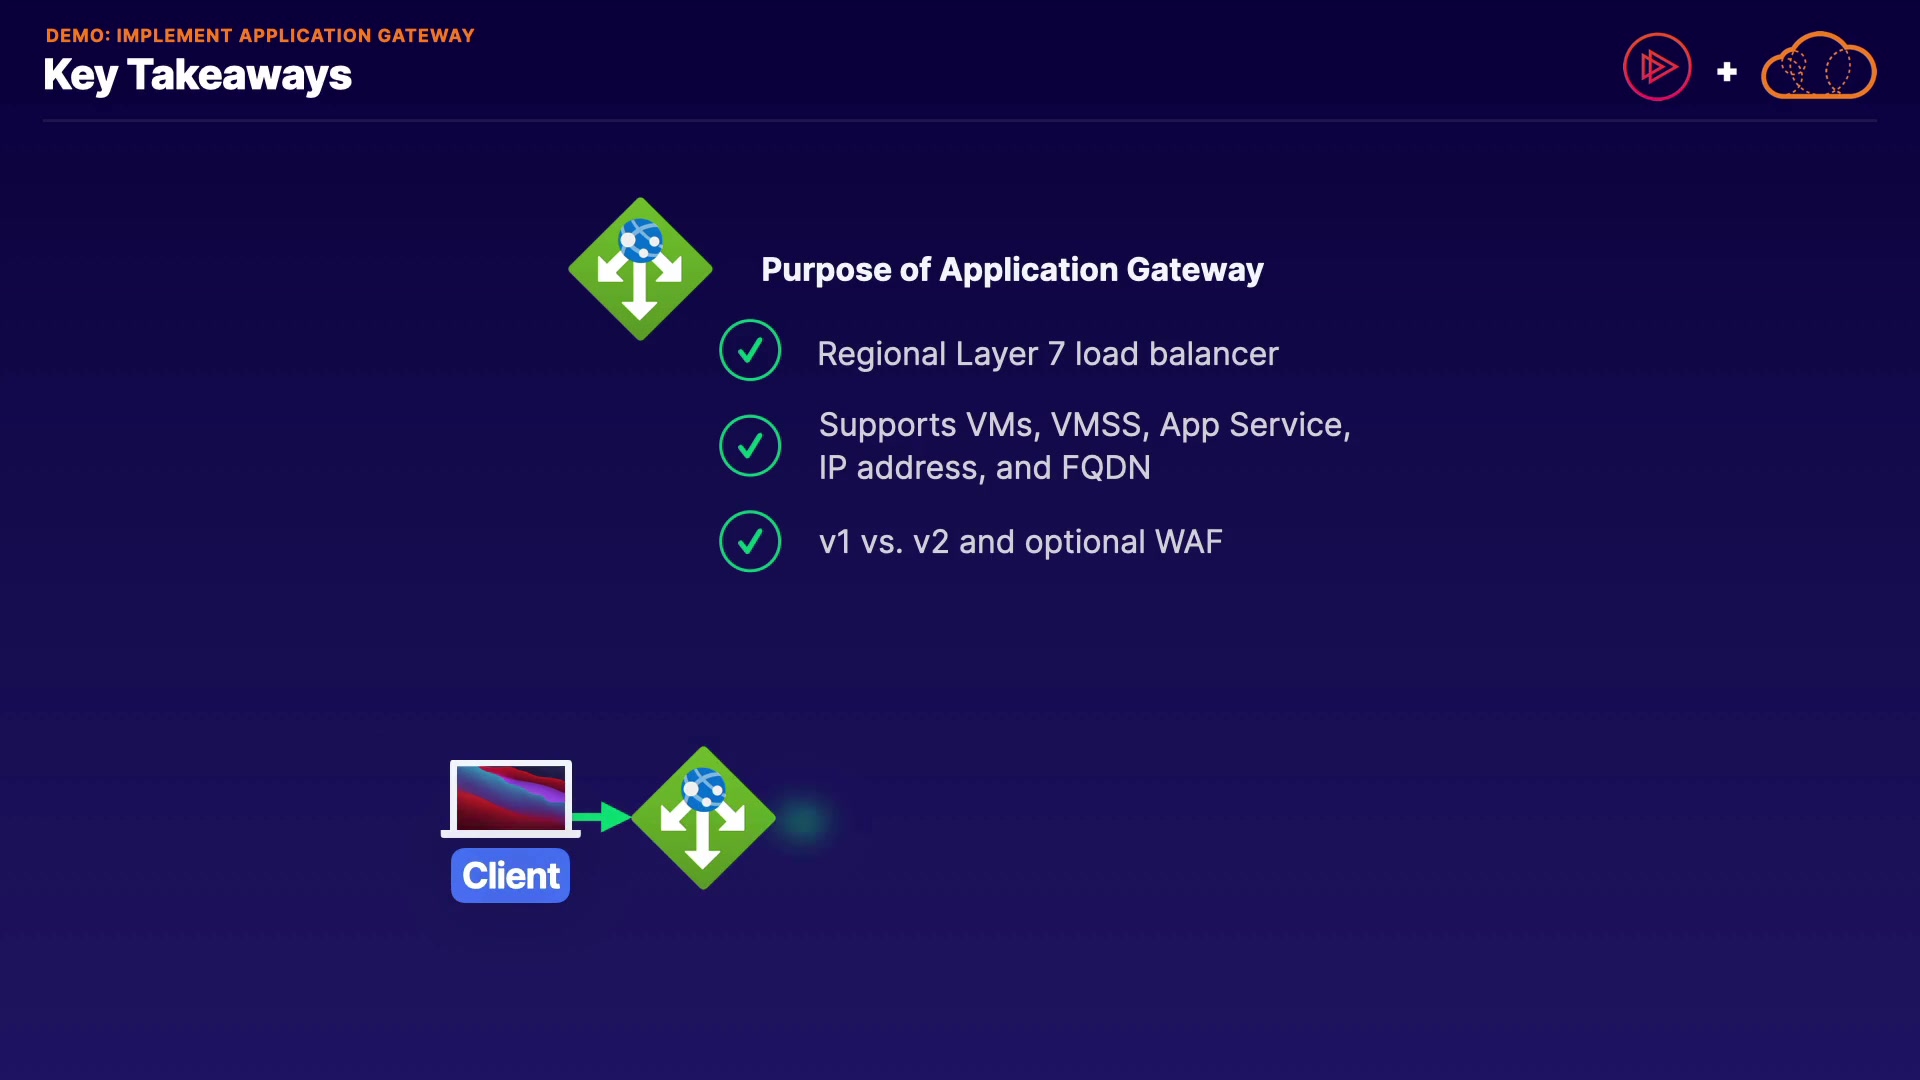 DEMO: IMPLEMENT APPLICATION GATEWAY
Key Takeaways
Purpose of Application Gateway
Regional Layer 7 load balancer
Supports VMs, VMSS, App Service,
IP address, and FQDN
v1 vs. v2 and optional WAF
Client